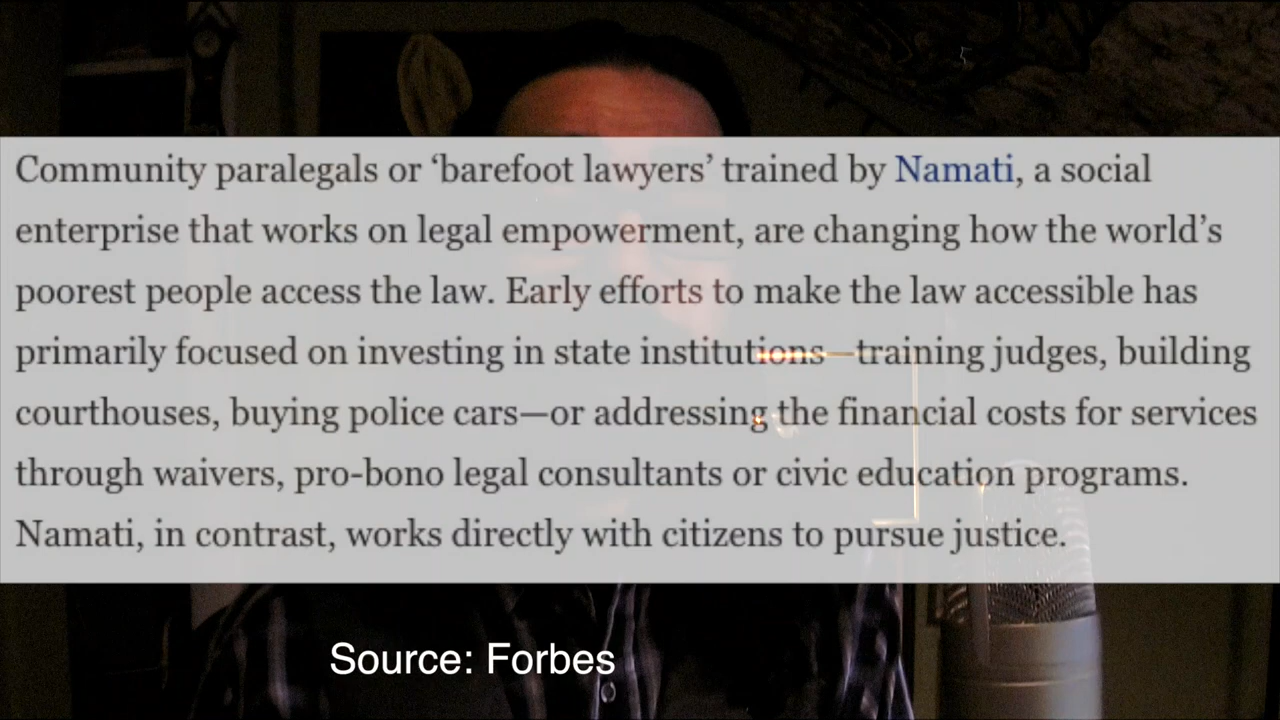 Community paralegals or ‘barefoot lawyers’ trained by Namati, a social
enterprise that works on legal empowerment, are changing how the world’s
poorest people access the law. Early efforts to make the law accessible has
primarily focused on investing in state institutions—training judges, building
courthouses, buying police cars—or addressing the financial costs for services
through waivers, pro-bono legal consultants or civic education programs.
Namati, in contrast, works directly with citizens to pursue justice.
Source: Forbes